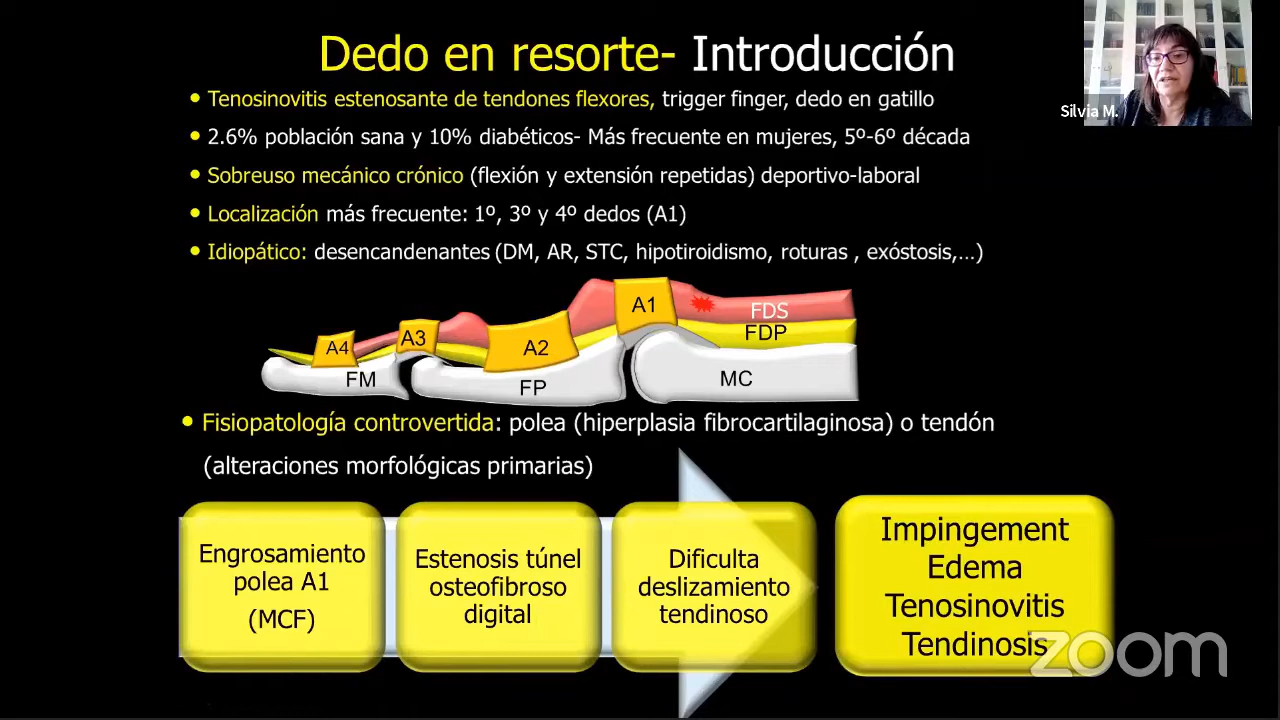 Dedo en resorte- Introducción
• Tenosinovitis estenosante de tendones flexores, trigger finger, dedo en gatillo
• 2.6% población sana y 10% diabéticos- Más frecuente en mujeres, 5º-6º década
• Sobreuso mecánico crónico (flexión y extensión repetidas) deportivo-laboral
• Localización más frecuente: 1º, 3º y 4º dedos (A1)
• Idiopático: desencandenantes (DM, AR, STC, hipotiroidismo, roturas , exóstosis,...)
Silvia M.
A1
FDS
FDP
A4
A3
A2
FM
FP
MC
• Fisiopatología controvertida: polea (hiperplasia fibrocartilaginosa) o tendón
(alteraciones morfológicas primarias)
Engrosamiento
polea A1
(MCF)
Estenosis túnel
osteofibroso
digital
Dificulta
deslizamiento
tendinoso
Impingement
Edema
Tenosinovitis
Tendinosis
zoom